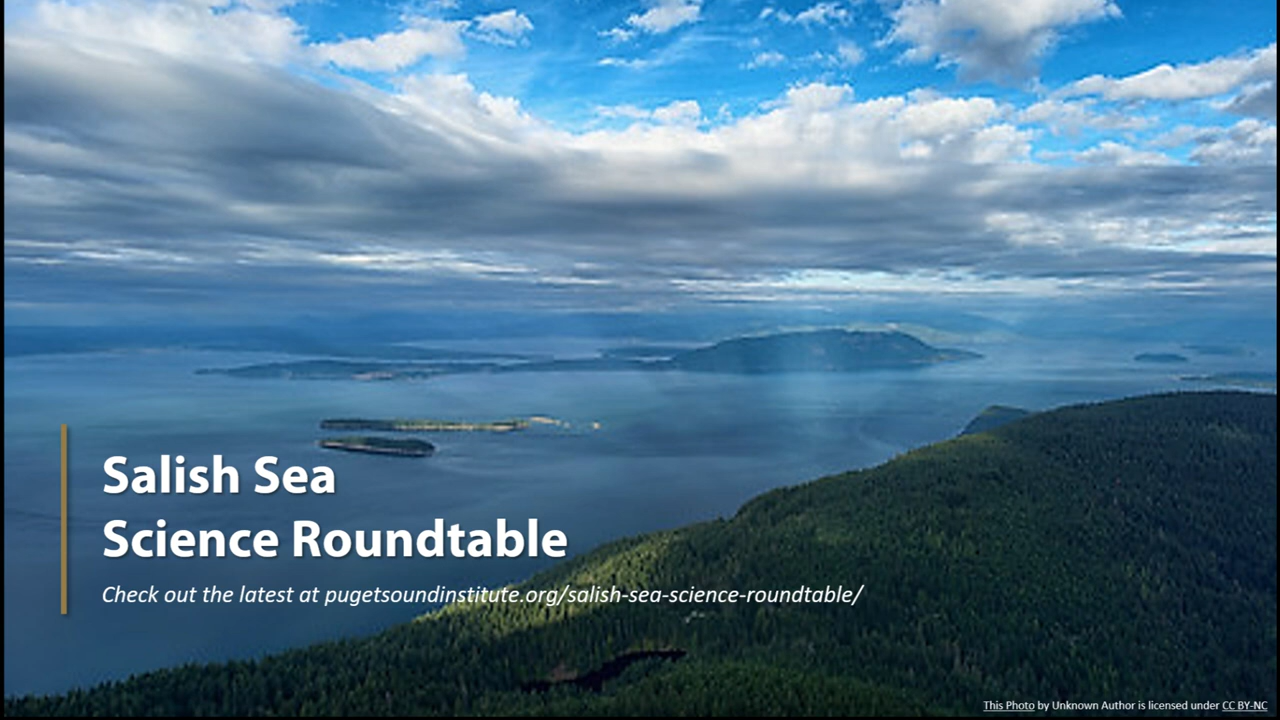 Salish Sea
Science Roundtable
Check out the latest at pugetsoundinstitute.org/salish-sea-science-roundtable/
This Photo by Unknown Author is licensed under CC BY-NC